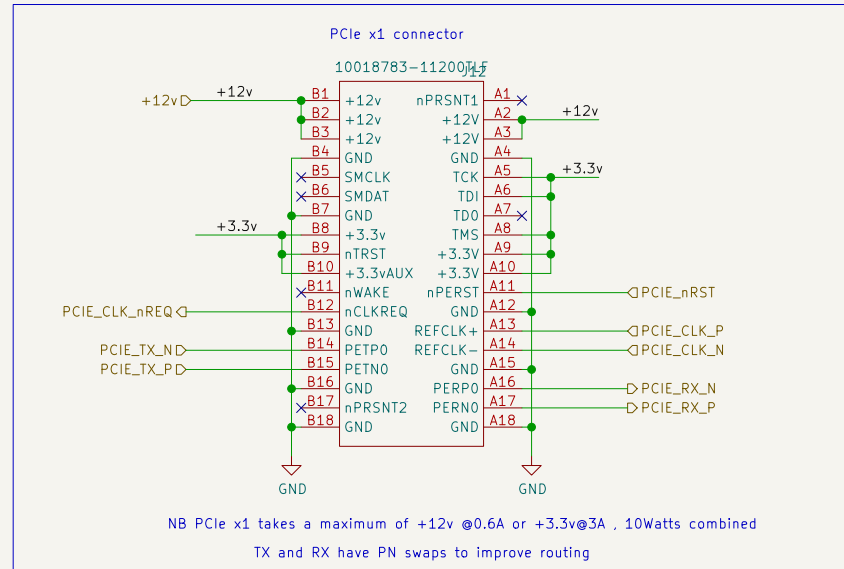 PCIe x1 connector
10018783-11200TLF
J12
+12v +12v B1 +12v nPRSNT1 A1
B2 +12v +12V A2 +12v
B3 +12v +12V A3
B4 GND GND A4
B5 SMCLK TCK A5 +3.3v
B6 SMDAT TDI A6
B7 GND TDO A7
+3.3v B8 +3.3v TMS A8
B9 nTRST +3.3V A9
B10 +3.3vAUX +3.3V A10
B11 nWAKE nPERST A11 PCIE_nRST
PCIE_CLK_nREQ B12 nCLKREQ GND A12
B13 GND REFCLK+ A13 PCIE_CLK_P
PCIE_TX_N B14 PETP0 REFCLK- A14 PCIE_CLK_N
PCIE_TX_P B15 PETN0 GND A15
B16 GND PERP0 A16 PCIE_RX_N
B17 nPRSNT2 PERN0 A17 PCIE_RX_P
B18 GND GND A18
GND GND
NB PCIe x1 takes a maximum of +12v @0.6A or +3.3v@3A , 10Watts combined
TX and RX have PN swaps to improve routing